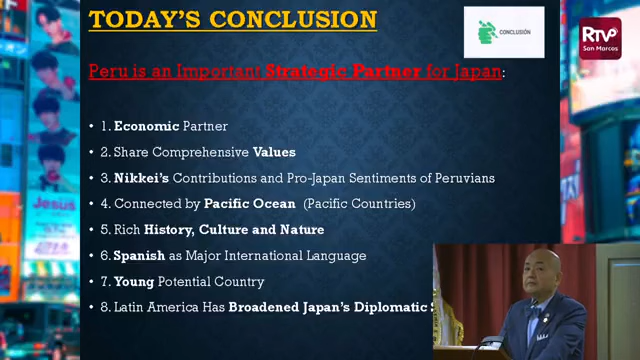 TODAY'S CONCLUSION
CONCLUSIÓN
RTVP
San Marcos
Peru is an Important Strategic Partner for Japan:
• 1. Economic Partner
• 2. Share Comprehensive Values
• 3. Nikkei's Contributions and Pro-Japan Sentiments of Peruvians
• 4. Connected by Pacific Ocean (Pacific Countries)
• 5. Rich History, Culture and Nature
• 6. Spanish as Major International Language
• 7. Young Potential Country
• 8. Latin America Has Broadened Japan's Diplomatic S
Jesus